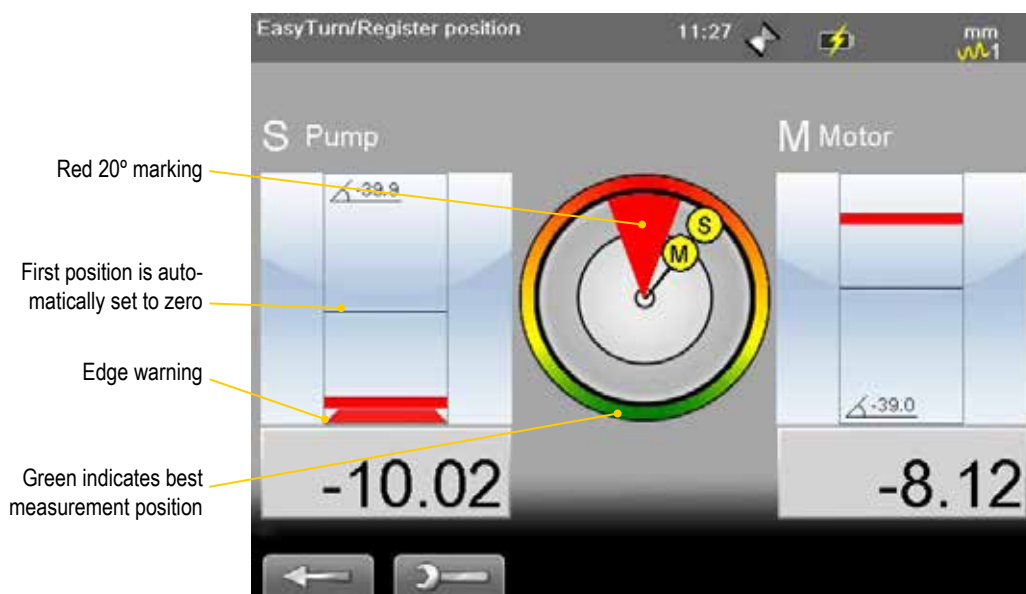 EasyTurn/Register position 11:27 mm
1
S Pump M Motor
Red 20º marking
-39.9
S
M
First position is auto-
matically set to zero
Edge warning
-39.0
Green indicates best
measurement position
-10.02 -8.12